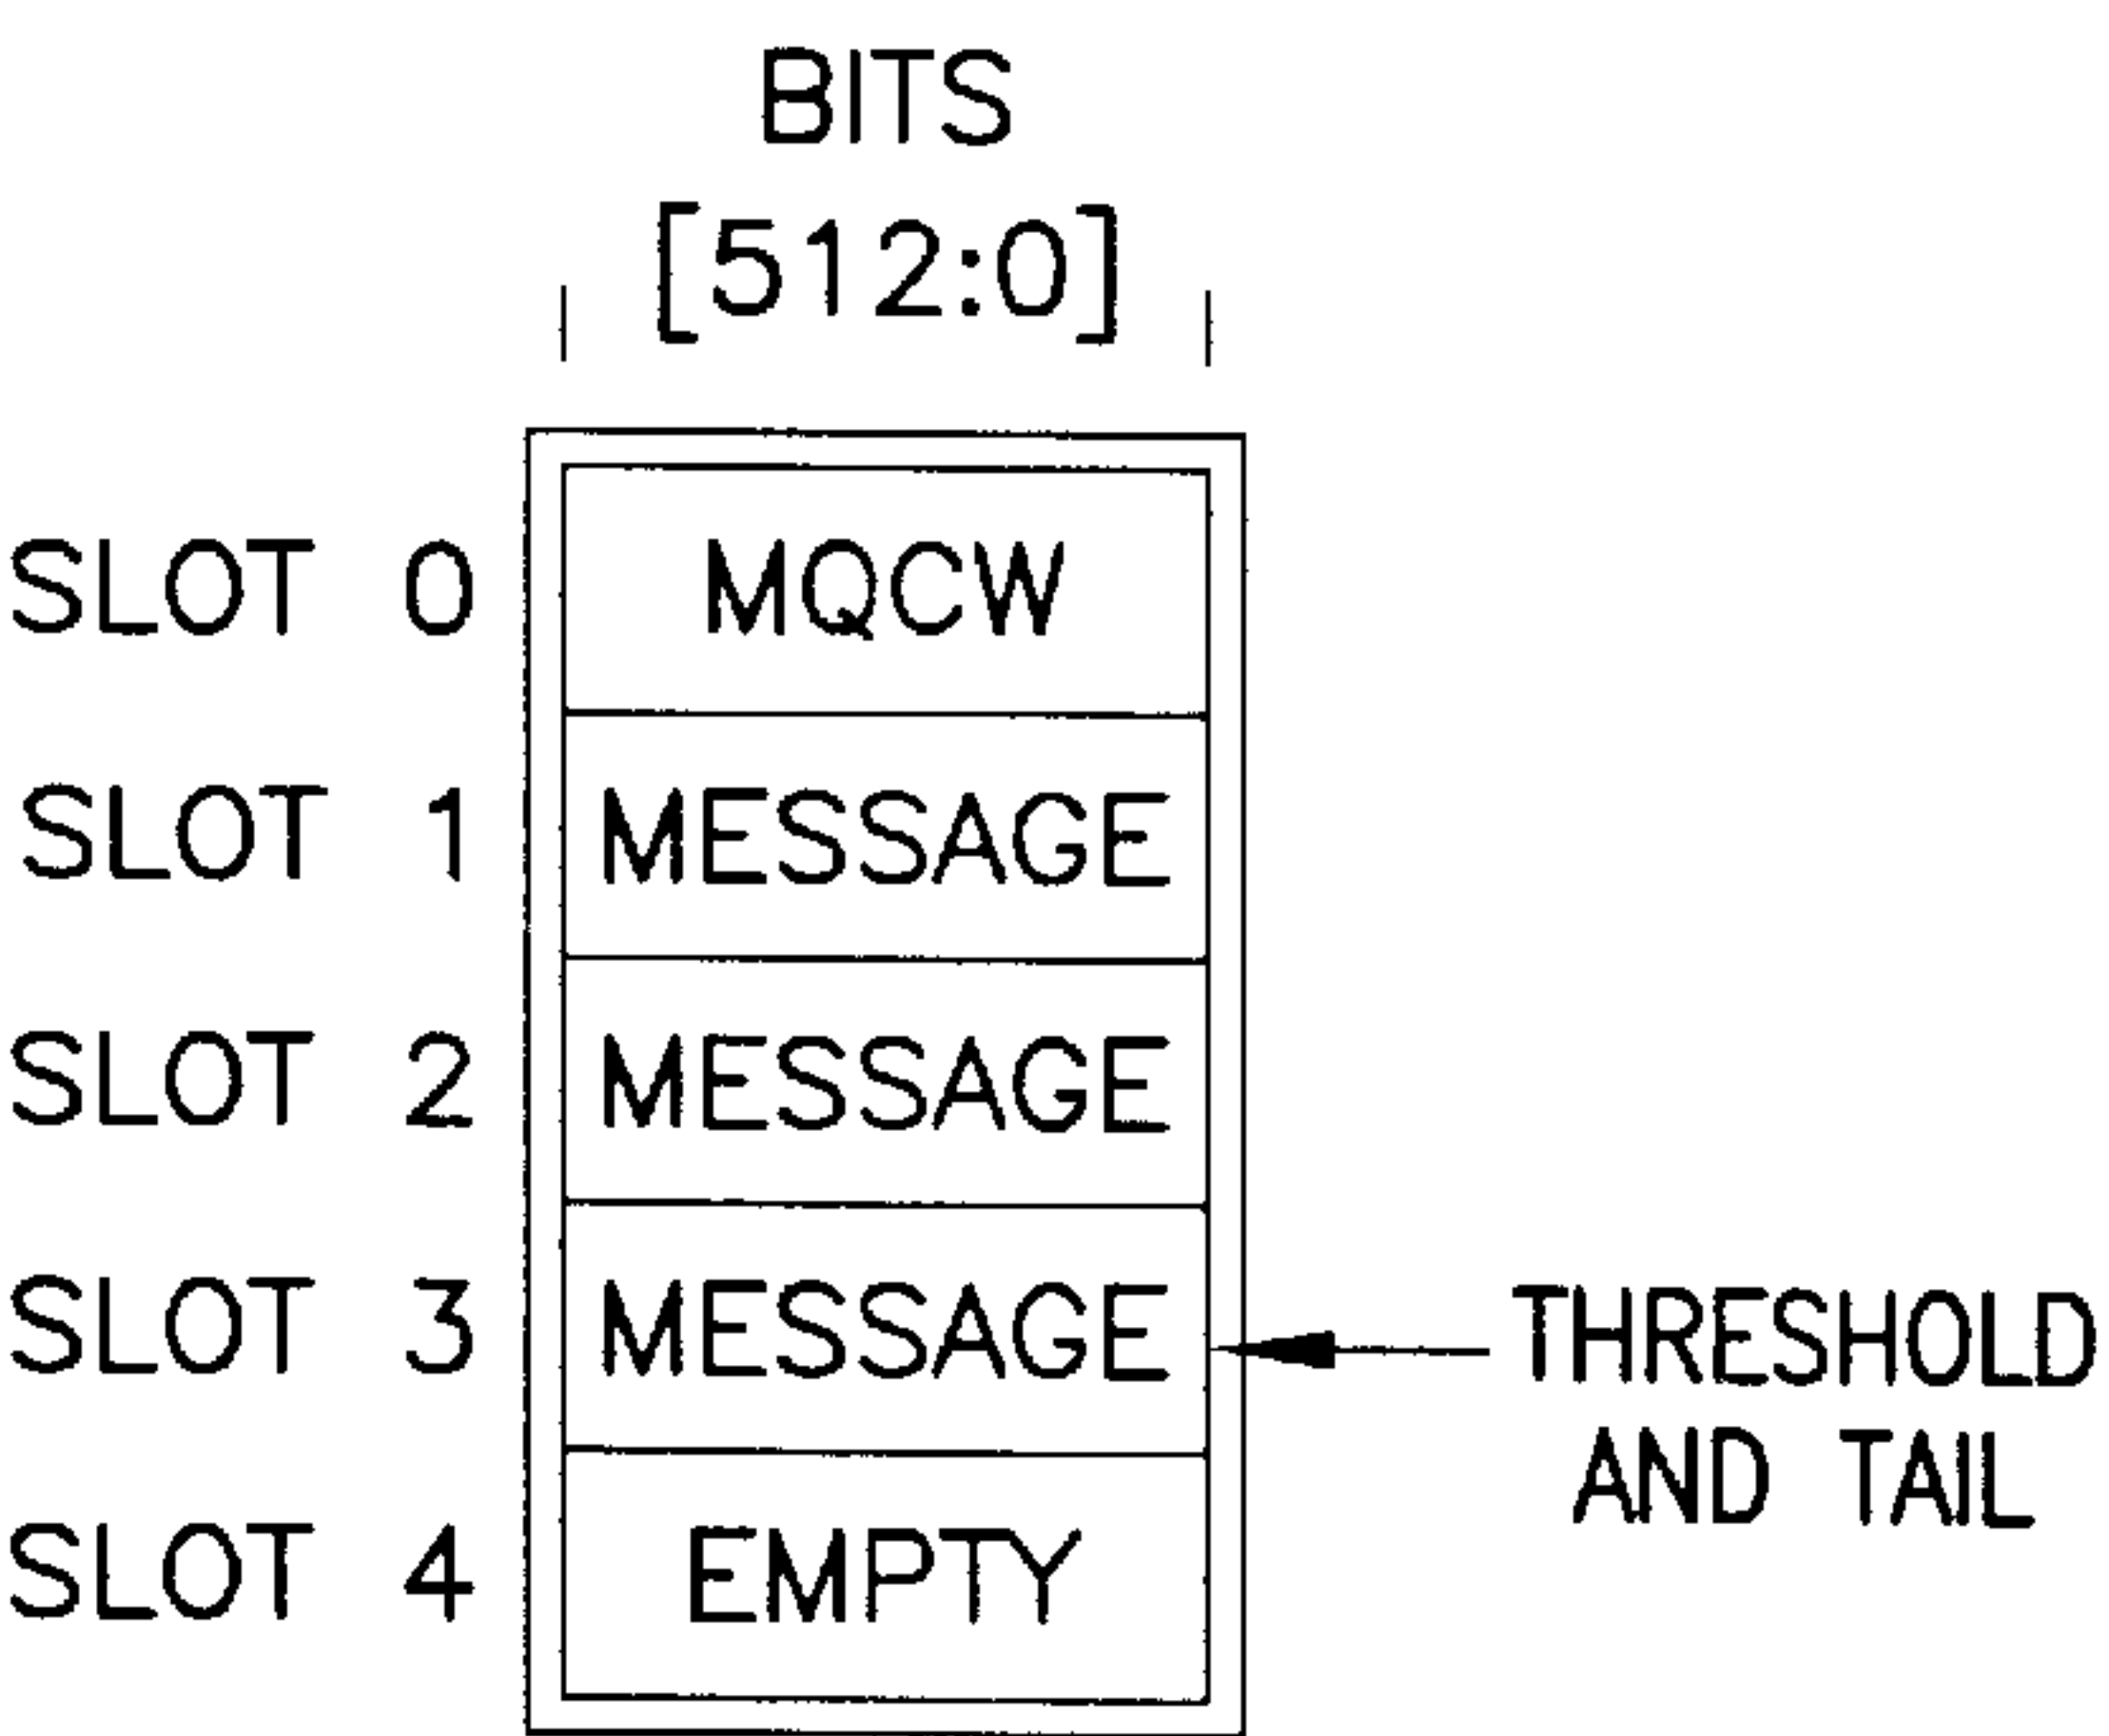 BITS
[512:0]
SLOT 0 MQCW
SLOT 1 MESSAGE
SLOT 2 MESSAGE
SLOT 3 MESSAGE
THRESHOLD
AND TAIL
SLOT 4 EMPTY